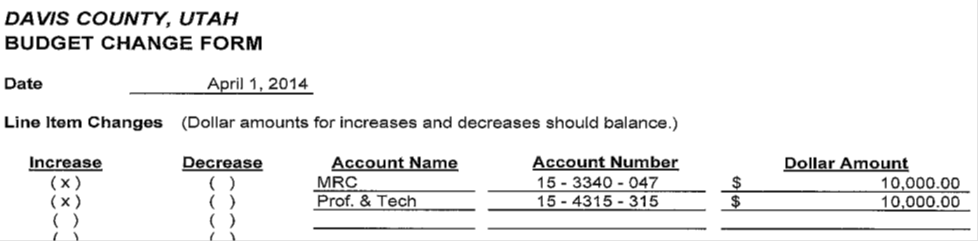 DAVIS COUNTY, UTAH
BUDGET CHANGE FORM
Date April 1, 2014
Line Item Changes (Dollar amounts for increases and decreases should balance.)
Increase Decrease Account Name Account Number Dollar Amount
(x) ( ) MRC 15 - 3340 - 047 $ 10,000.00
(x) ( ) Prof. & Tech 15 - 4315 - 315 $ 10,000.00
( ) ( )
( ) ( )